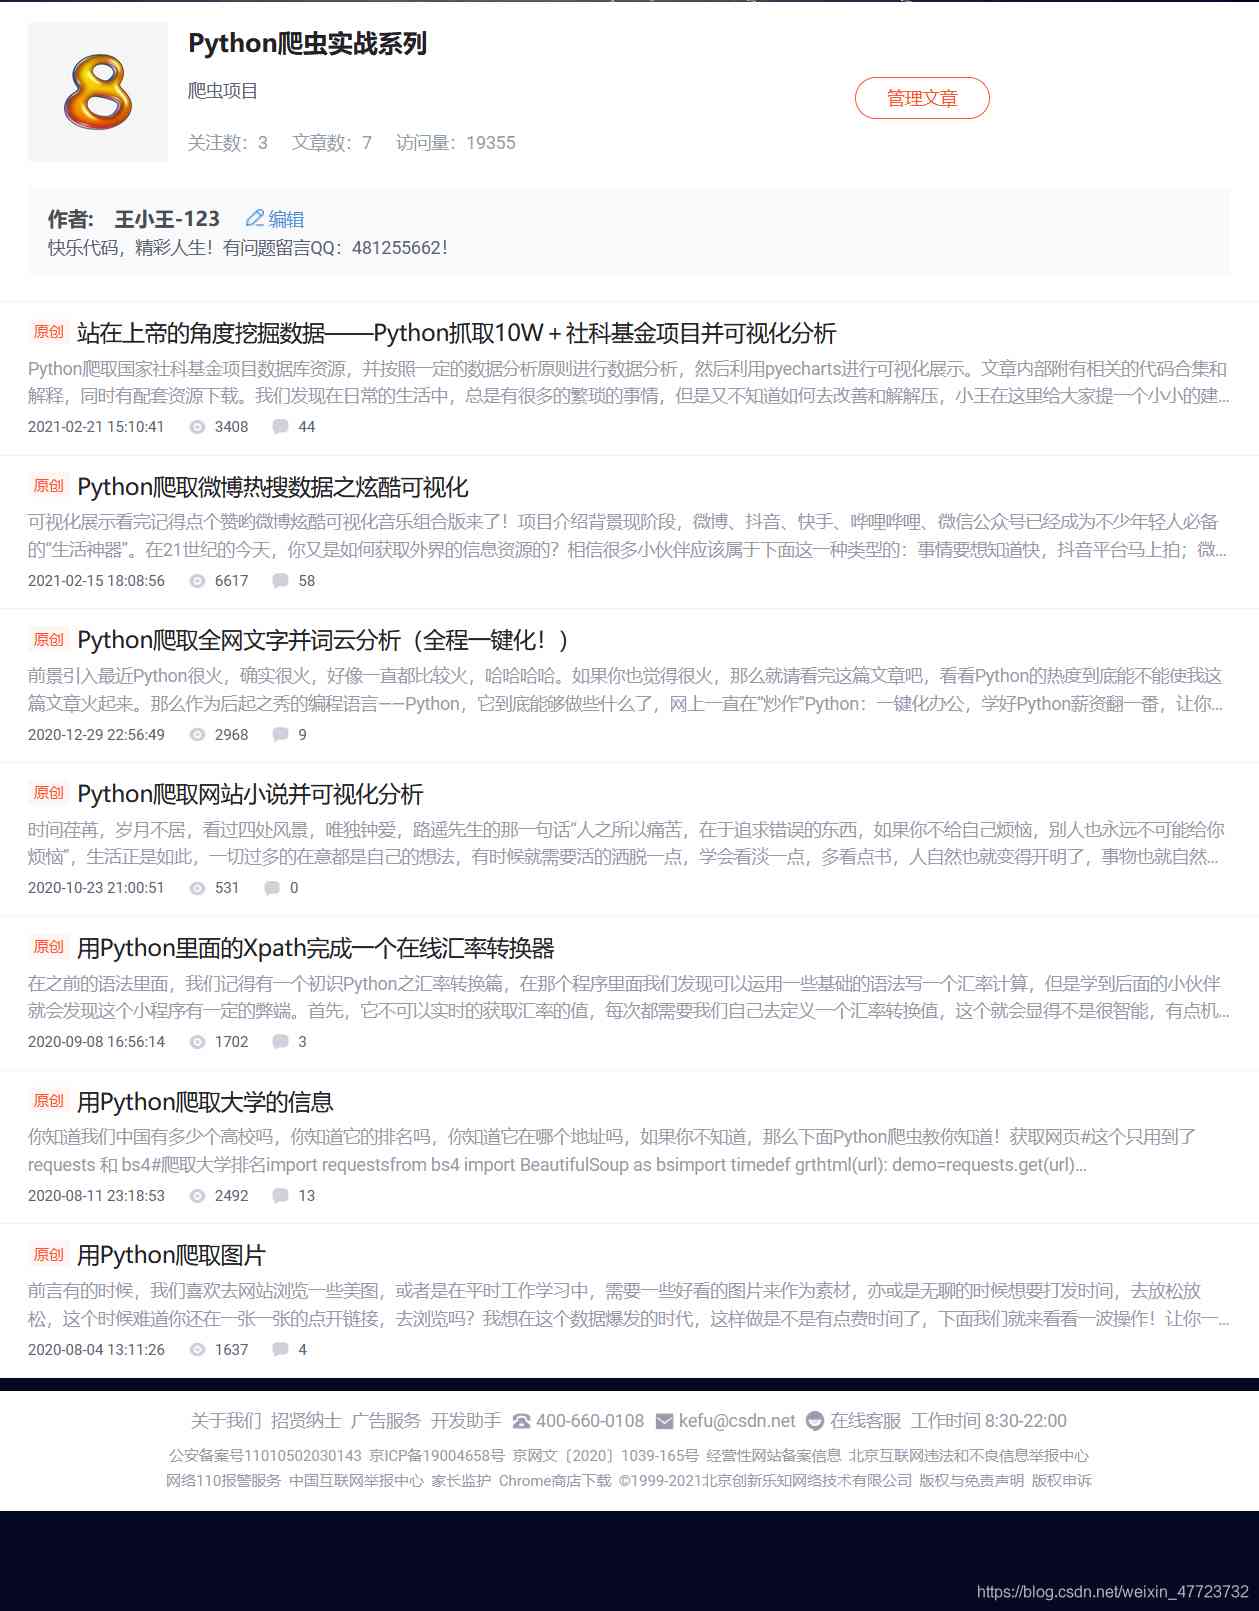 Python爬虫实战系列
爬虫项目
管理文章
关注数：3 文章数：7 访问量：19355
作者： 王小王-123 编辑
快乐代码，精彩人生！有问题留言QQ：481255662！
原创 站在上帝的角度挖掘数据——Python抓取10W＋社科基金项目并可视化分析
Python爬取国家社科基金项目数据库资源，并按照一定的数据分析原则进行数据分析，然后利用pyecharts进行可视化展示。文章内部附有相关的代码合集和
解释，同时有配套资源下载。我们发现在日常的生活中，总是有很多的繁琐的事情，但是又不知道如何去改善和解解压，小王在这里给大家提一个小小的建...
2021-02-21 15:10:41 3408 44
原创 Python爬取微博热搜数据之炫酷可视化
可视化展示看完记得点个赞哟微博炫酷可视化音乐组合版来了！项目介绍背景现阶段，微博、抖音、快手、哗哩哗哩、微信公众号已经成为不少年轻人必备
的“生活神器”。在21世纪的今天，你又是如何获取外界的信息资源的？相信很多小伙伴应该属于下面这一种类型的：事情要想知道快，抖音平台马上拍；微...
2021-02-15 18:08:56 6617 58
原创 Python爬取全网文字并词云分析（全程一键化！）
前景引入最近Python很火，确实很火，好像一直都比较火，哈哈哈哈。如果你也觉得很火，那么就请看完这篇文章吧，看看Python的热度到底能不能使我这
篇文章火起来。那么作为后起之秀的编程语言——Python，它到底能够做些什么了，网上一直在“炒作”Python：一键化办公，学好Python薪资翻一番，让你...
2020-12-29 22:56:49 2968 9
原创 Python爬取网站小说并可视化分析
时间荏苒，岁月不居，看过四处风景，唯独钟爱，路遥先生的那一句话“人之所以痛苦，在于追求错误的东西，如果你不给自己烦恼，别人也永远不可能给你
烦恼”，生活正是如此，一切过多的在意都是自己的想法，有时候就需要活的洒脱一点，学会看淡一点，多看点书，人自然也就变得开明了，事物也就自然...
2020-10-23 21:00:51 531 0
原创 用Python里面的Xpath完成一个在线汇率转换器
在之前的语法里面，我们记得有一个初识Python之汇率转换篇，在那个程序里面我们发现可以运用一些基础的语法写一个汇率计算，但是学到后面的小伙伴
就会发现这个小程序有一定的弊端。首先，它不可以实时的获取汇率的值，每次都需要我们自己去定义一个汇率转换值，这个就会显得不是很智能，有点机...
2020-09-08 16:56:14 1702 3
原创 用Python爬取大学的信息
你知道我们中国有多少个高校吗，你知道它的排名吗，你知道它在哪个地址吗，如果你不知道，那么下面Python爬虫教你知道！获取网页#这个只用到了
requests 和 bs4#爬取大学排名import requestsfrom bs4 import BeautifulSoup as bsimport timedef grthtml(url): demo=requests.get(url)...
2020-08-11 23:18:53 2492 13
原创 用Python爬取图片
前言有的时候，我们喜欢去网站浏览一些美图，或者是在平时工作学习中，需要一些好看的图片来作为素材，亦或是无聊的时候想要打发时间，去放松放
松，这个时候难道你还在一张一张的点开链接，去浏览吗？我想在这个数据爆发的时代，这样做是不是有点费时间了，下面我们就来看看一波操作！让你一...
2020-08-04 13:11:26 1637 4
关于我们 招贤纳士 广告服务 开发助手 400-660-0108 kefu@csdn.net 在线客服 工作时间 8:30-22:00
公安备案号11010502030143 京ICP备19004658号 京网文〔2020〕1039-165号 经营性网站备案信息 北京互联网违法和不良信息举报中心
网络110报警服务 中国互联网举报中心 家长监护 Chrome商店下载 ©1999-2021北京创新乐知网络技术有限公司 版权与免责声明 版权申诉
https://blog.csdn.net/weixin_47723732